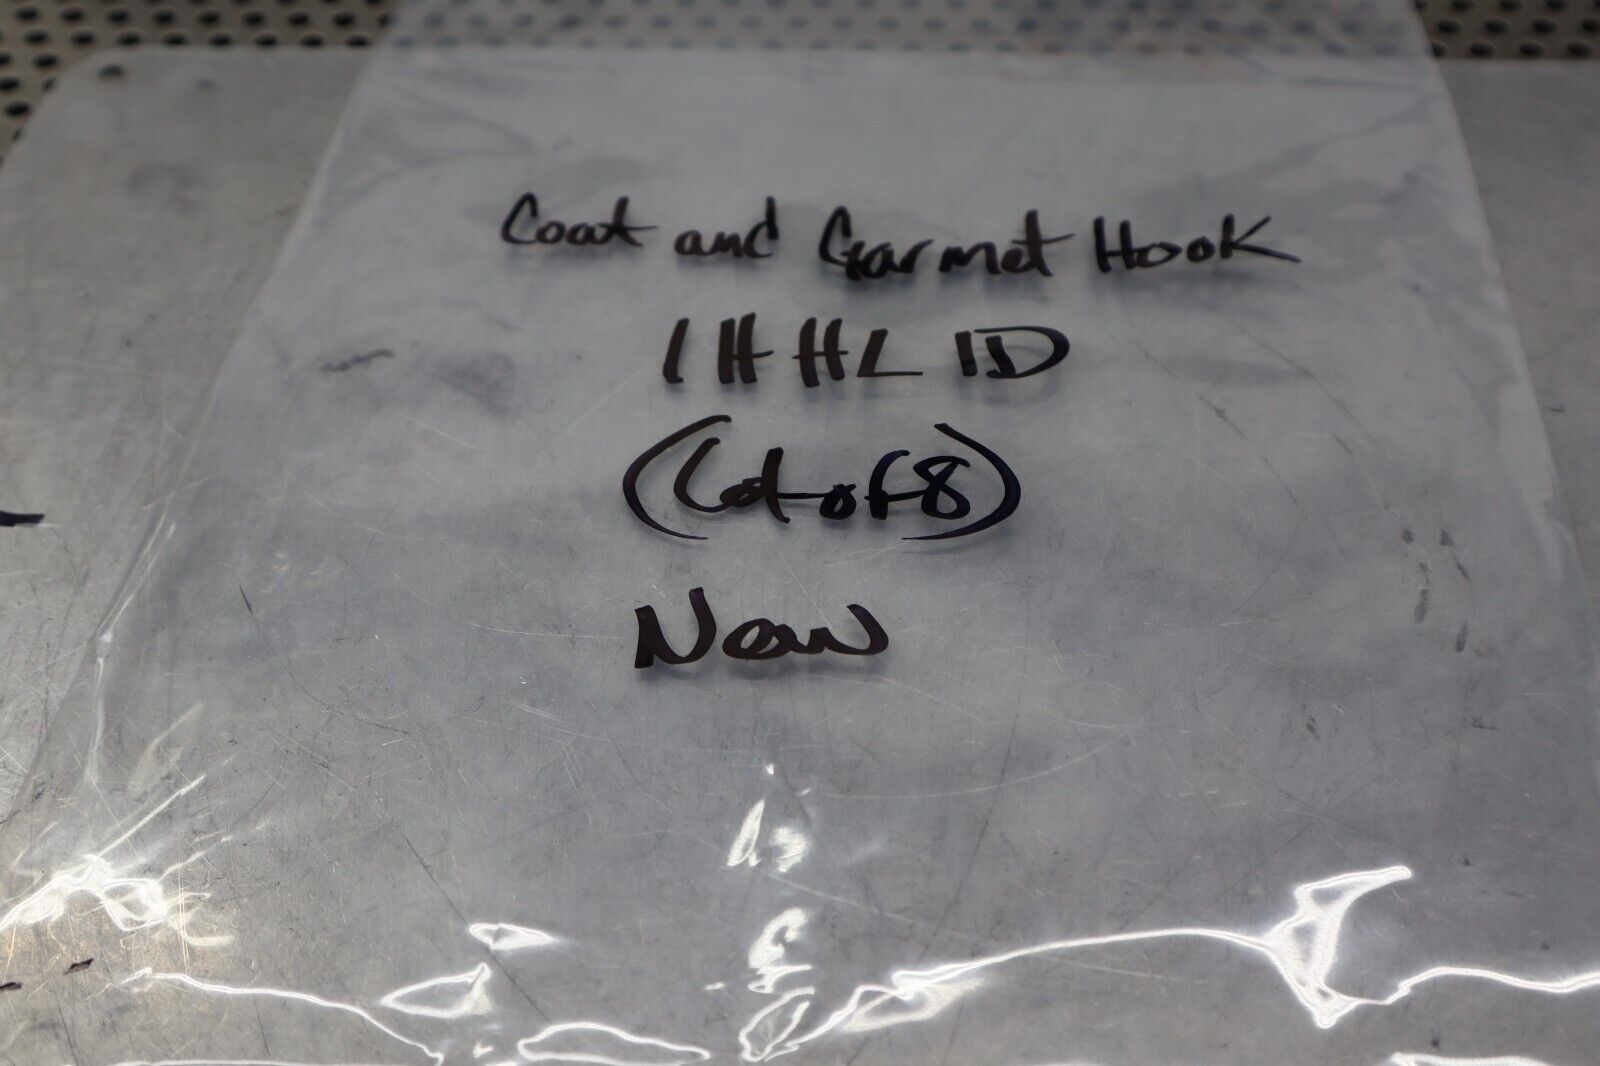 Coat and Garmet Hook
1HHL1D
(Lot of 8)
New